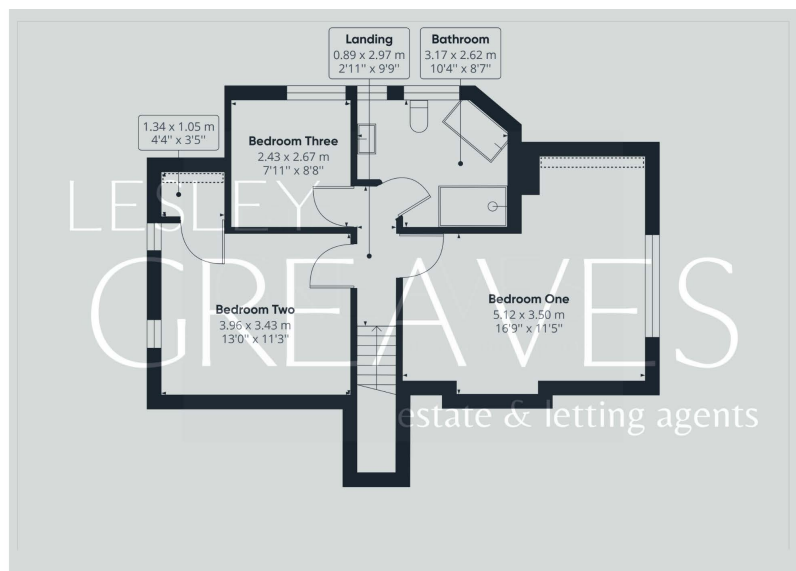 Landing
0.89 x 2.97 m
2'11'' x 9'9''
Bathroom
3.17 x 2.62 m
10'4'' x 8'7''
1.34 x 1.05 m
4'4'' x 3'5''
Bedroom Three
2.43 x 2.67 m
7'11'' x 8'8''
LESLEY
GREAVES
estate & letting agents
Bedroom Two
3.96 x 3.43 m
13'0'' x 11'3''
Bedroom One
5.12 x 3.50 m
16'9'' x 11'5''